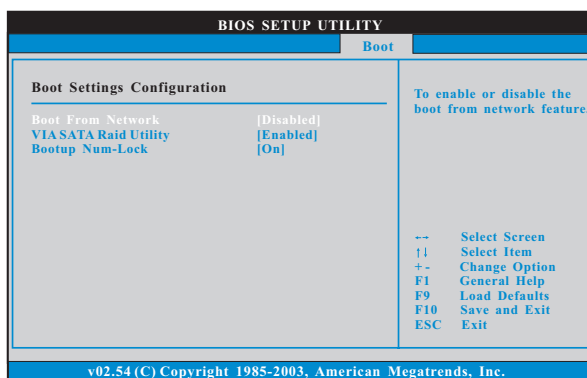 BIOS SETUP UTILITY
Boot
Boot Settings Configuration
Boot From Network [Disabled]
VIA SATA Raid Utility [Enabled]
Bootup Num-Lock [On]
To enable or disable the
boot from network feature.
←→ Select Screen
↑↓ Select Item
+ - Change Option
F1 General Help
F9 Load Defaults
F10 Save and Exit
ESC Exit
v02.54 (C) Copyright 1985-2003, American Megatrends, Inc.